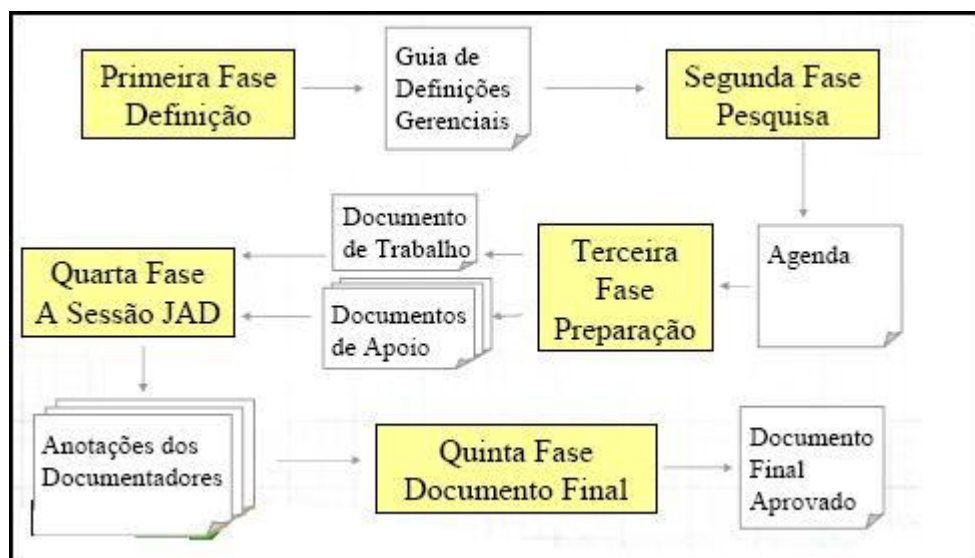 Primeira Fase
Definição
Guia de
Definições
Gerenciais
Segunda Fase
Pesquisa
Agenda
Terceira
Fase
Preparação
Documento
de Trabalho
Documentos
de Apoio
Quarta Fase
A Sessão JAD
Anotações dos
Documentadores
Quinta Fase
Documento Final
Documento
Final
Aprovado